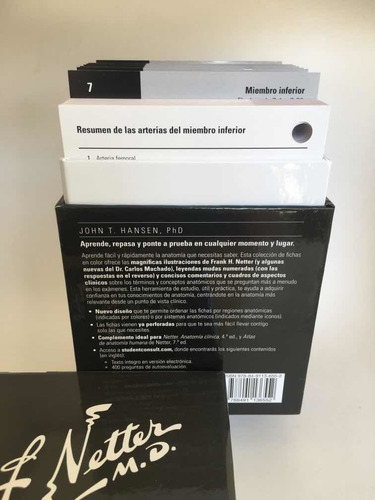 7
Miembro inferior
Resumen de las arterias del miembro inferior
1. Arteria femoral
JOHN T. HANSEN, PhD
Aprende, repasa y ponte a prueba en cualquier momento y lugar.
Aprende fácil y rápidamente la anatomía que necesitas saber. Esta colección de fichas
en color ofrece las magníficas ilustraciones de Frank H. Netter (y algunas
nuevas del Dr. Carlos Machado), leyendas mudas numeradas (con las
respuestas en el reverso) y concisos comentarios y cuadros de aspectos
clínicos sobre los términos y conceptos anatómicos que se preguntan más a menudo
en los exámenes. Esta herramienta de estudio, útil y práctica, te ayuda a adquirir
confianza en tus conocimientos de anatomía, centrándote en la anatomía más
relevante desde un punto de vista clínico.
• Nuevo diseño que te permite ordenar las fichas por regiones anatómicas
(indicadas por colores) o por sistemas anatómicos (indicados mediante iconos).
• Las fichas vienen ya perforadas para que te sea más fácil llevar contigo
solo las que necesites.
• Complemento ideal para Netter. Anatomía clínica, 4.ª ed., y Atlas
de anatomía humana de Netter, 7.ª ed.
• Accede a studentconsult.com, donde encontrarás los siguientes contenidos
(en inglés):
- Texto íntegro en versión electrónica.
- 400 preguntas de autoevaluación.
F Netter
M.D.